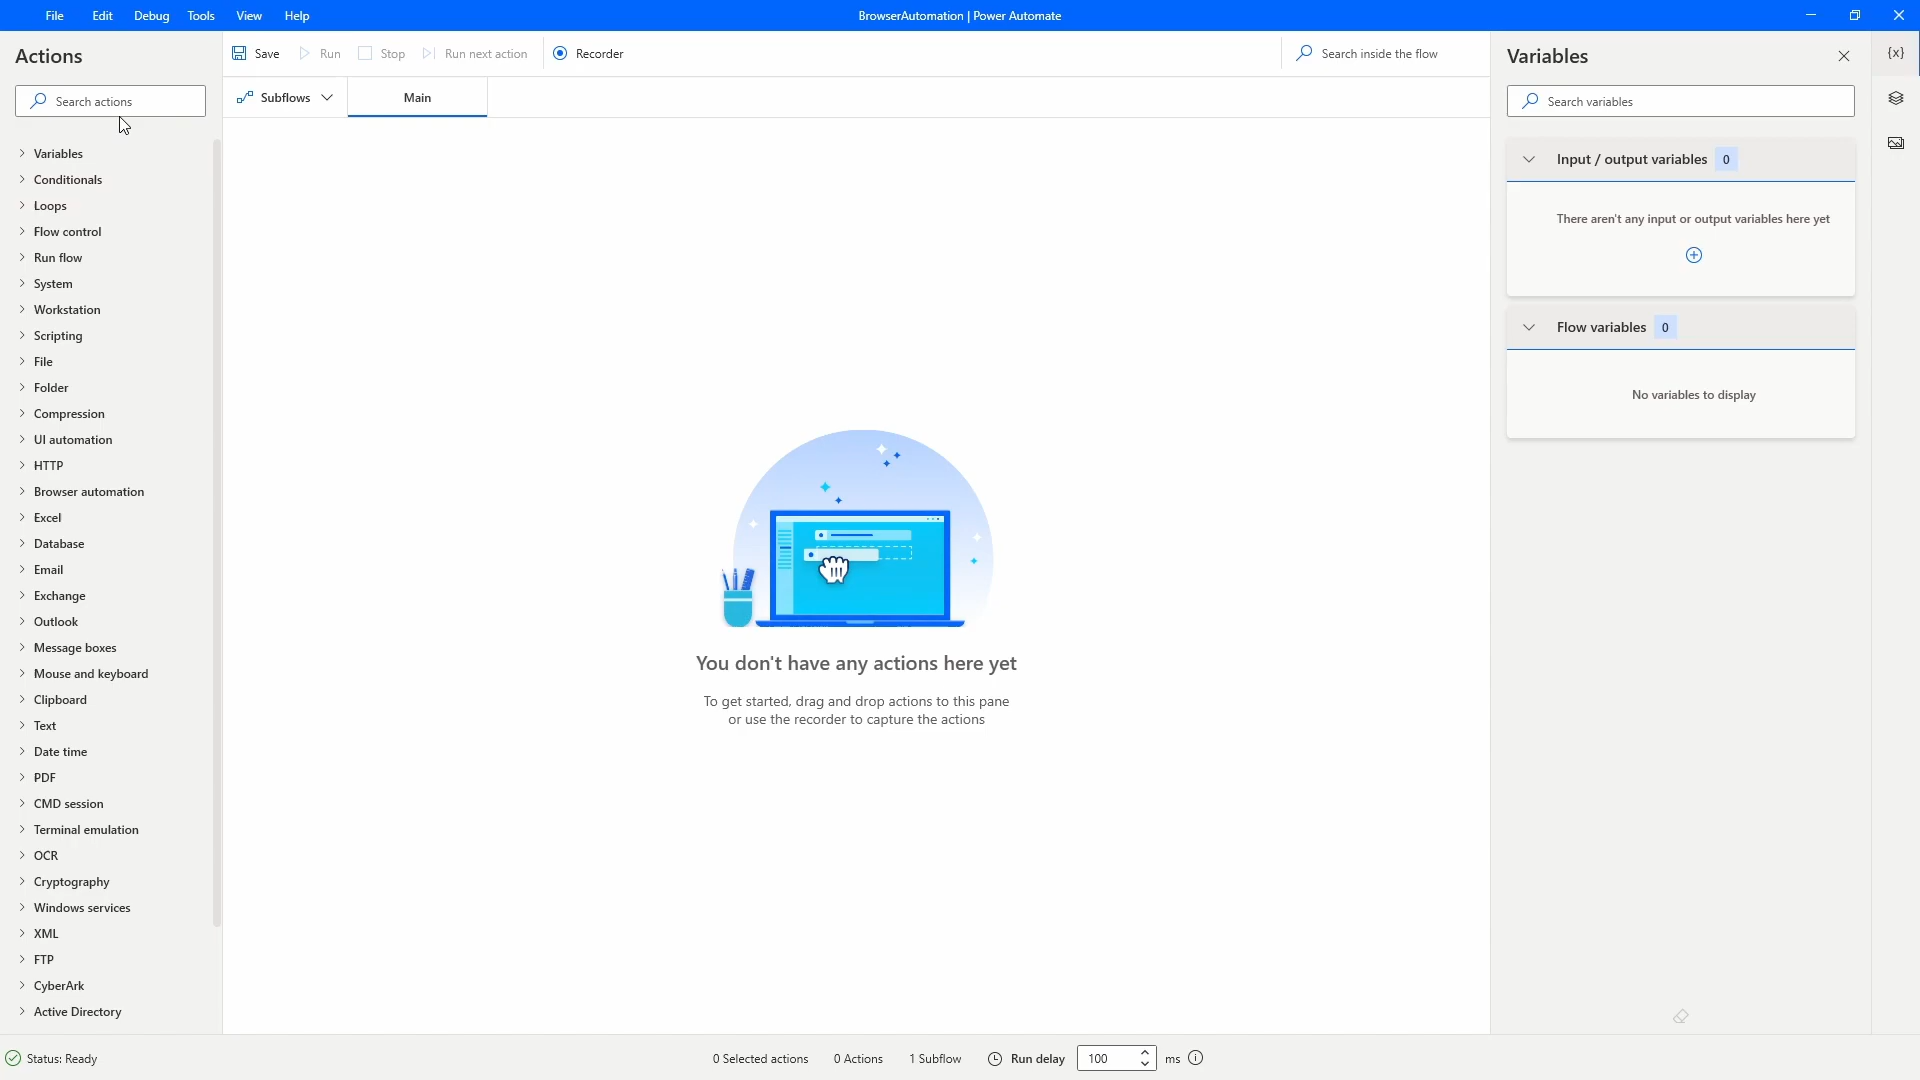 File Edit Debug Tools View Help
BrowserAutomation | Power Automate
Actions
Search actions
Variables
Conditionals
Loops
Flow control
Run flow
System
Workstation
Scripting
File
Folder
Compression
UI automation
HTTP
Browser automation
Excel
Database
Email
Exchange
Outlook
Message boxes
Mouse and keyboard
Clipboard
Text
Date time
PDF
CMD session
Terminal emulation
OCR
Cryptography
Windows services
XML
FTP
CyberArk
Active Directory
Save Run Stop Run next action Recorder
Search inside the flow
Subflows Main
You don't have any actions here yet
To get started, drag and drop actions to this pane
or use the recorder to capture the actions
Variables
{x}
Search variables
Input / output variables 0
There aren't any input or output variables here yet
Flow variables 0
No variables to display
Status: Ready
0 Selected actions 0 Actions 1 Subflow Run delay 100 ms